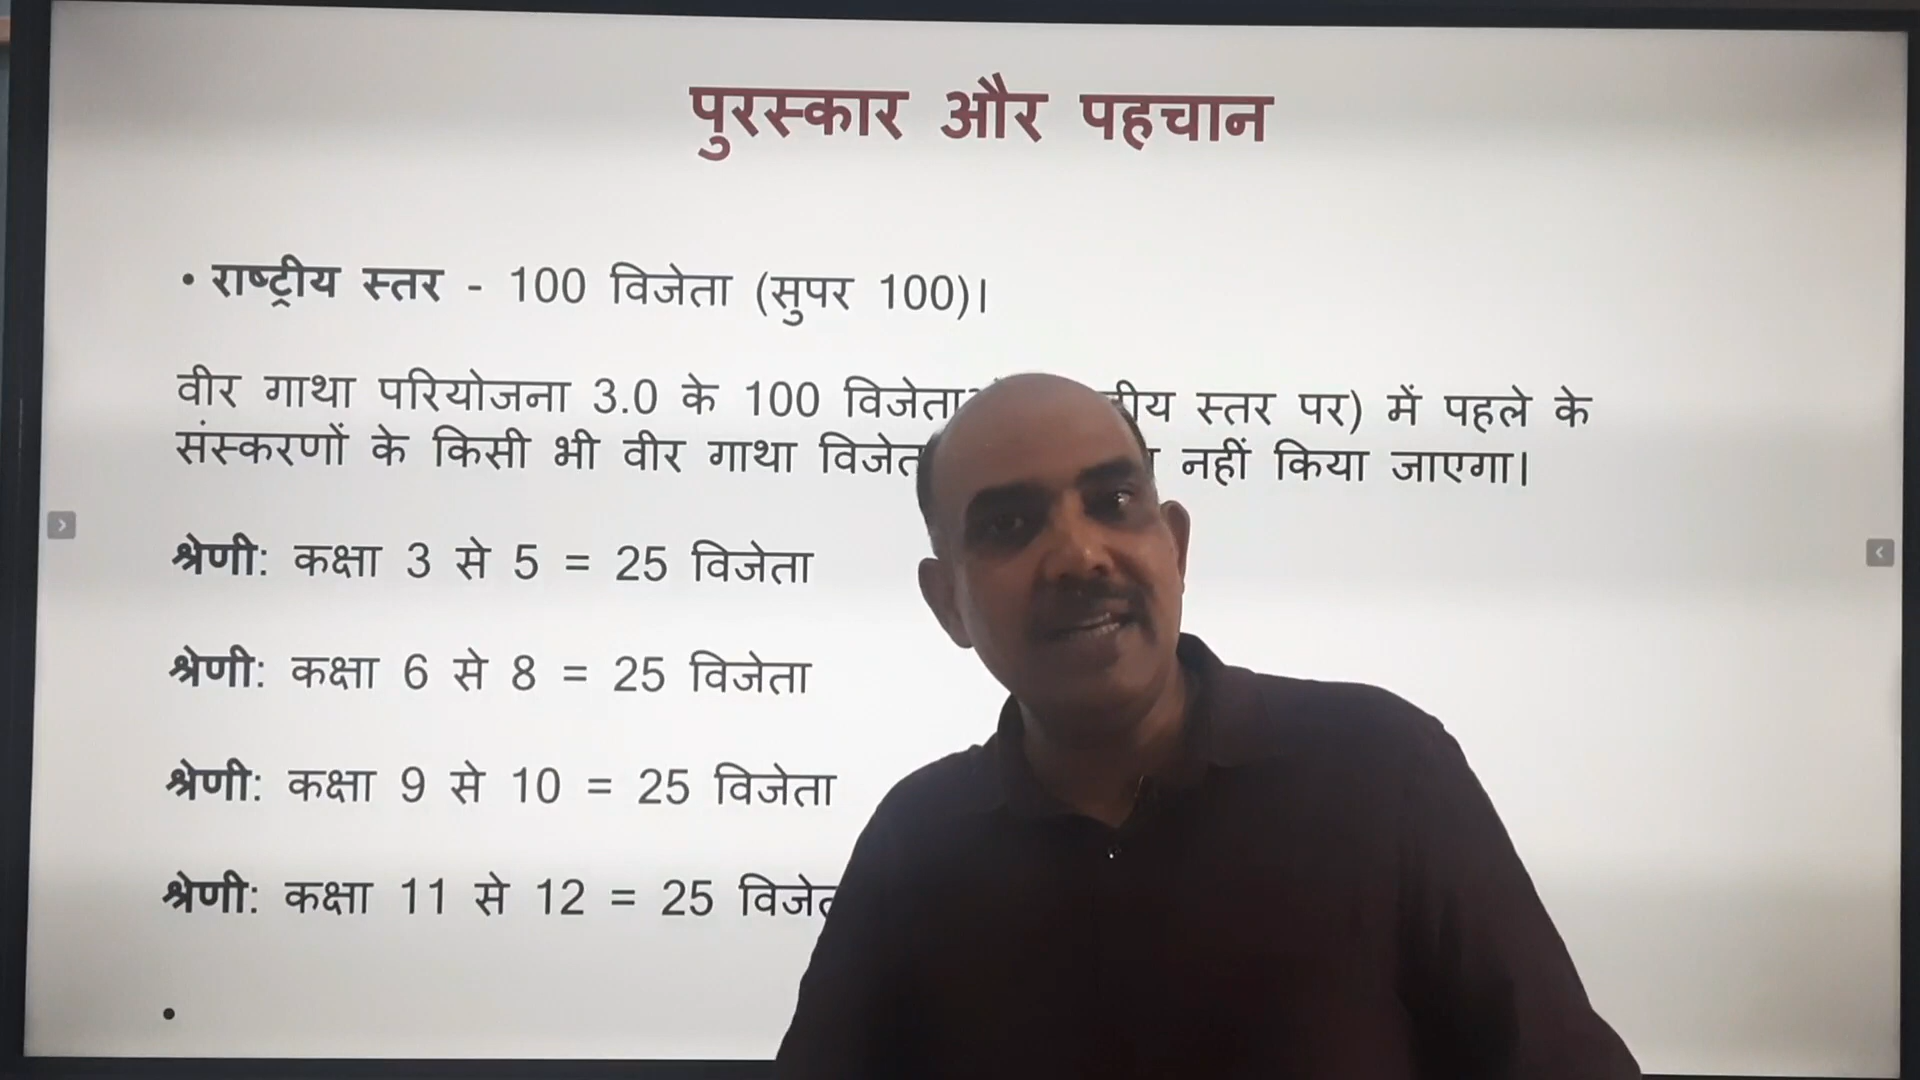 पुरस्कार और पहचान
• राष्ट्रीय स्तर - 100 विजेता (सुपर 100)।
वीर गाथा परियोजना 3.0 के 100 स्तर पर) में पहले के
संस्करणों के किसी भी वीर गाथा नहीं किया जाएगा।
श्रेणी: कक्षा 3 से 5 = 25 विजेता
श्रेणी: कक्षा 6 से 8 = 25 विजेता
श्रेणी: कक्षा 9 से 10 = 25 विजेता
श्रेणी: कक्षा 11 से 12 = 25